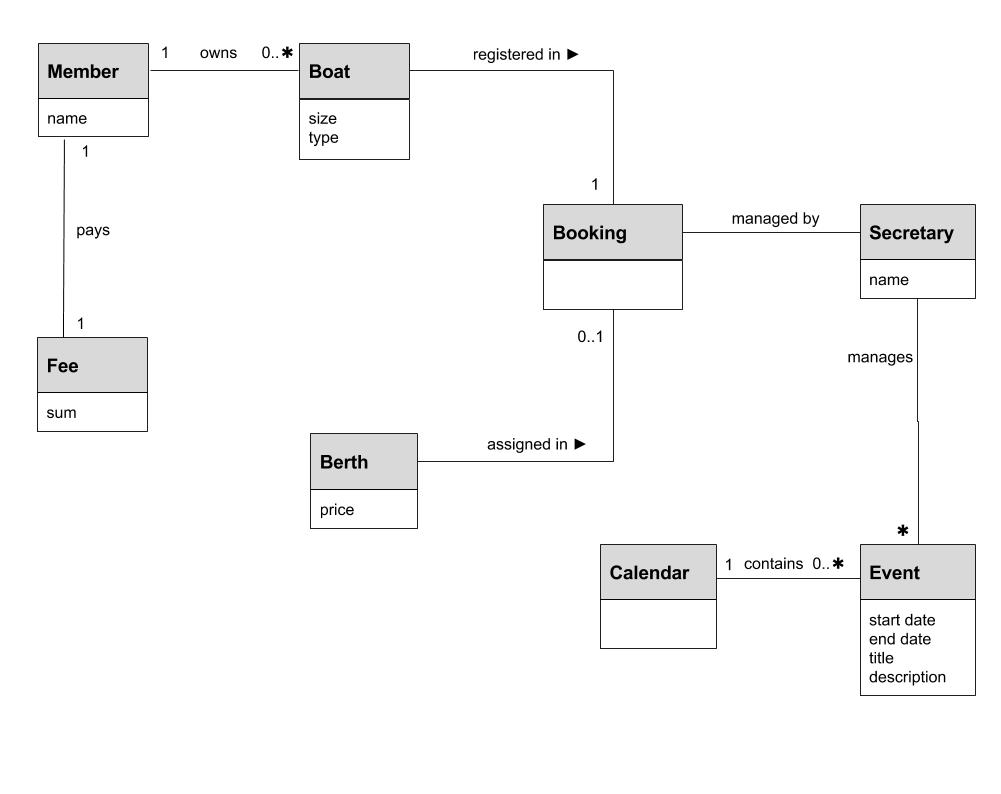 1 owns 0..✱
registered in ►
Member
Boat
name
size
type
1
pays
1
Booking
managed by
Secretary
name
0..1
manages
1
Fee
sum
assigned in ►
Berth
price
✱
Calendar
1 contains 0..✱
Event
start date
end date
title
description